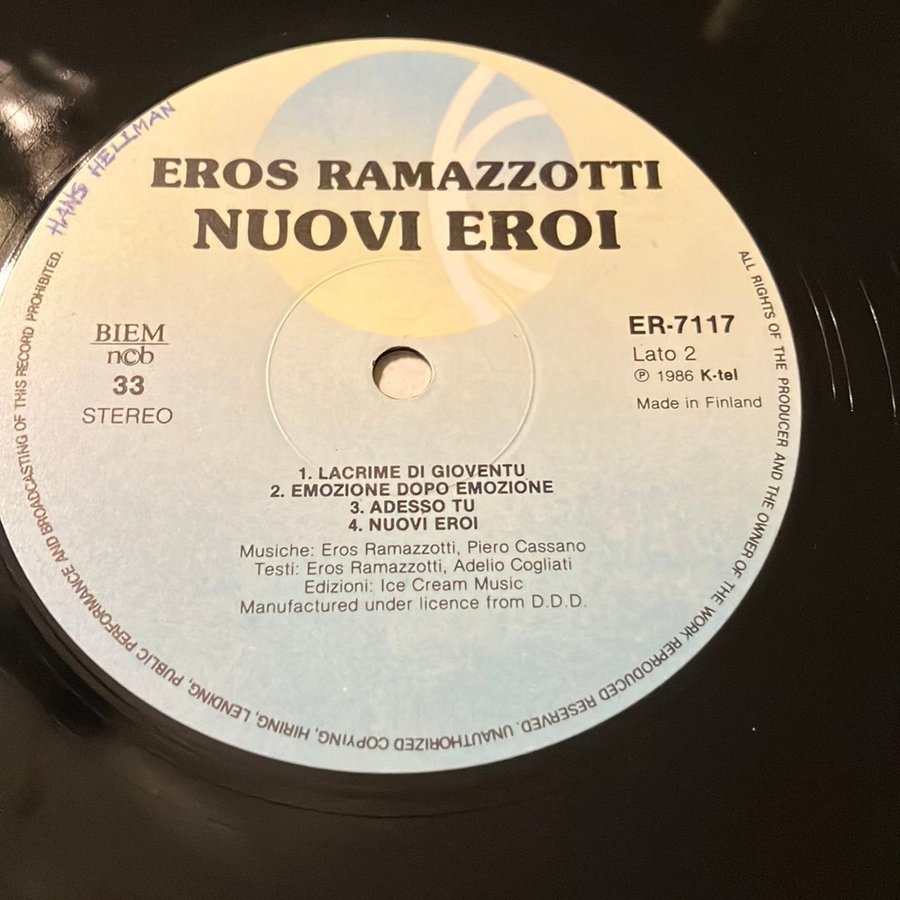 HANS HELLMAN
EROS RAMAZZOTTI
NUOVI EROI
BIEM
ncb
33
STEREO
ER-7117
Lato 2
℗ 1986 K-tel
Made in Finland
1. LACRIME DI GIOVENTU
2. EMOZIONE DOPO EMOZIONE
3. ADESSO TU
4. NUOVI EROI
Musiche: Eros Ramazzotti, Piero Cassano
Testi: Eros Ramazzotti, Adelio Cogliati
Edizioni: Ice Cream Music
Manufactured under licence from D.D.D.
ALL RIGHTS OF THE PRODUCER AND THE OWNER OF THE WORK REPRODUCED RESERVED. UNAUTHORIZED COPYING, HIRING, LENDING, PUBLIC PERFORMANCE AND BROADCASTING OF THIS RECORD PROHIBITED.